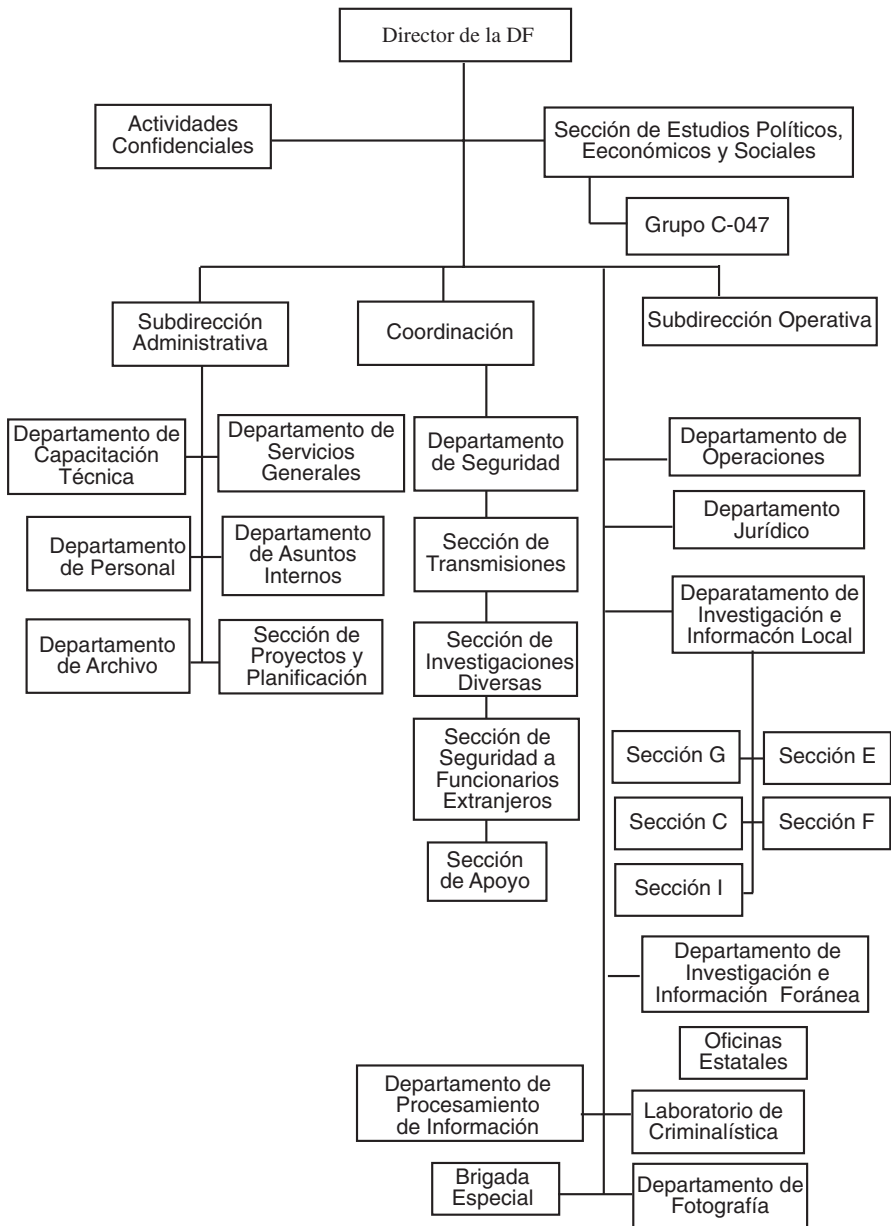 Director de la DF
Actividades
Confidenciales
Sección de Estudios Políticos,
Eeconómicos y Sociales
Grupo C-047
Subdirección
Administrativa
Coordinación
Subdirección Operativa
Departamento de
Capacitación
Técnica
Departamento de
Servicios
Generales
Departamento
de Seguridad
Departamento de
Operaciones
Departamento
Jurídico
Departamento
de Personal
Departamento
de Asuntos
Internos
Sección de
Transmisiones
Deparatamento de
Investigación e
Informacón Local
Departamento
de Archivo
Sección de
Proyectos y
Planificación
Sección de
Investigaciones
Diversas
Sección de
Seguridad a
Funcionarios
Extranjeros
Sección G
Sección E
Sección C
Sección F
Sección
de Apoyo
Sección I
Departamento de
Investigación e
Información Foránea
Oficinas
Estatales
Departamento de
Procesamiento
de Información
Laboratorio de
Criminalística
Brigada
Especial
Departamento de
Fotografía